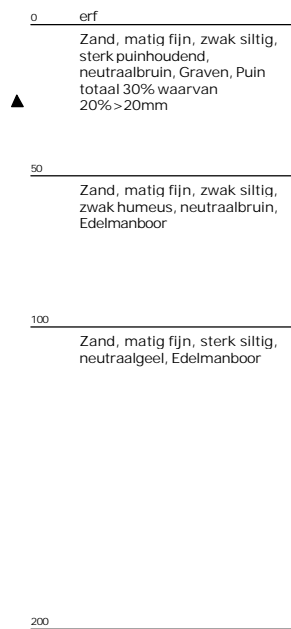 0 erf
Zand, matig fijn, zwak siltig,
sterk puinhoudend,
neutraalbruin, Graven, Puin
totaal 30% waarvan
20%>20mm
50
Zand, matig fijn, zwak siltig,
zwak humeus, neutraalbruin,
Edelmanboor
100
Zand, matig fijn, sterk siltig,
neutraalgeel, Edelmanboor
200